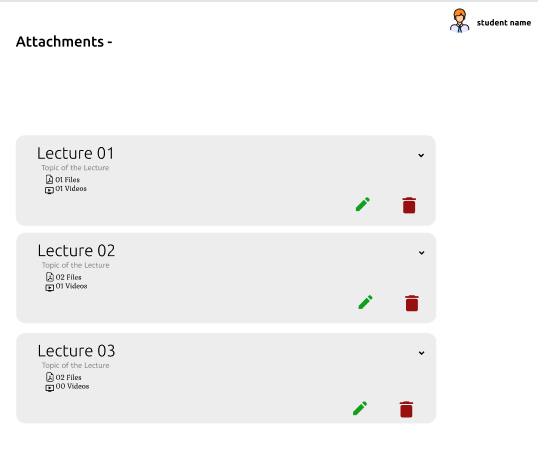 student name
Attachments -
Lecture 01
Topic of the Lecture
01 Files
01 Videos
Lecture 02
Topic of the Lecture
02 Files
01 Videos
Lecture 03
Topic of the Lecture
02 Files
00 Videos